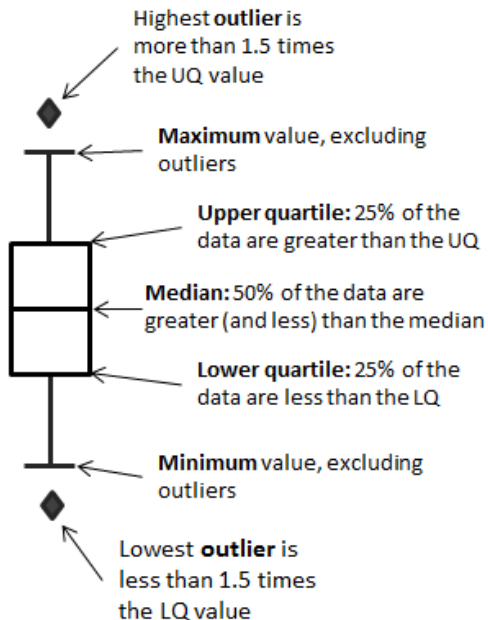 Highest outlier is
more than 1.5 times
the UQ value
Maximum value, excluding
outliers
Upper quartile: 25% of the
data are greater than the UQ
Median: 50% of the data are
greater (and less) than the median
Lower quartile: 25% of the
data are less than the LQ
Minimum value, excluding
outliers
Lowest outlier is
less than 1.5 times
the LQ value